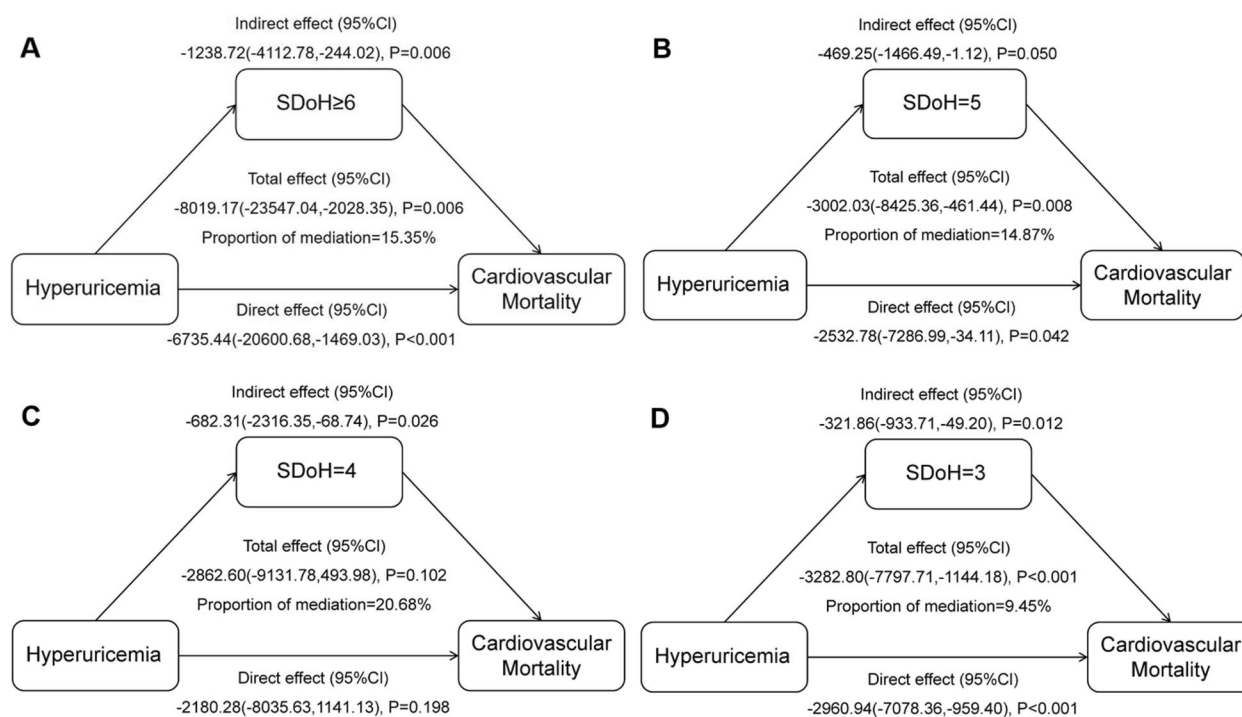 A
Indirect effect (95%CI)
-1238.72(-4112.78,-244.02), P=0.006
SDoH≥6
Total effect (95%CI)
-8019.17(-23547.04,-2028.35), P=0.006
Proportion of mediation=15.35%
Hyperuricemia
Cardiovascular
Mortality
Direct effect (95%CI)
-6735.44(-20600.68,-1469.03), P<0.001
B
Indirect effect (95%CI)
-469.25(-1466.49,-1.12), P=0.050
SDoH=5
Total effect (95%CI)
-3002.03(-8425.36,-461.44), P=0.008
Proportion of mediation=14.87%
Hyperuricemia
Cardiovascular
Mortality
Direct effect (95%CI)
-2532.78(-7286.99,-34.11), P=0.042
C
Indirect effect (95%CI)
-682.31(-2316.35,-68.74), P=0.026
SDoH=4
Total effect (95%CI)
-2862.60(-9131.78,493.98), P=0.102
Proportion of mediation=20.68%
Hyperuricemia
Cardiovascular
Mortality
Direct effect (95%CI)
-2180.28(-8035.63,1141.13), P=0.198
D
Indirect effect (95%CI)
-321.86(-933.71,-49.20), P=0.012
SDoH=3
Total effect (95%CI)
-3282.80(-7797.71,-1144.18), P<0.001
Proportion of mediation=9.45%
Hyperuricemia
Cardiovascular
Mortality
Direct effect (95%CI)
-2960.94(-7078.36,-959.40), P<0.001